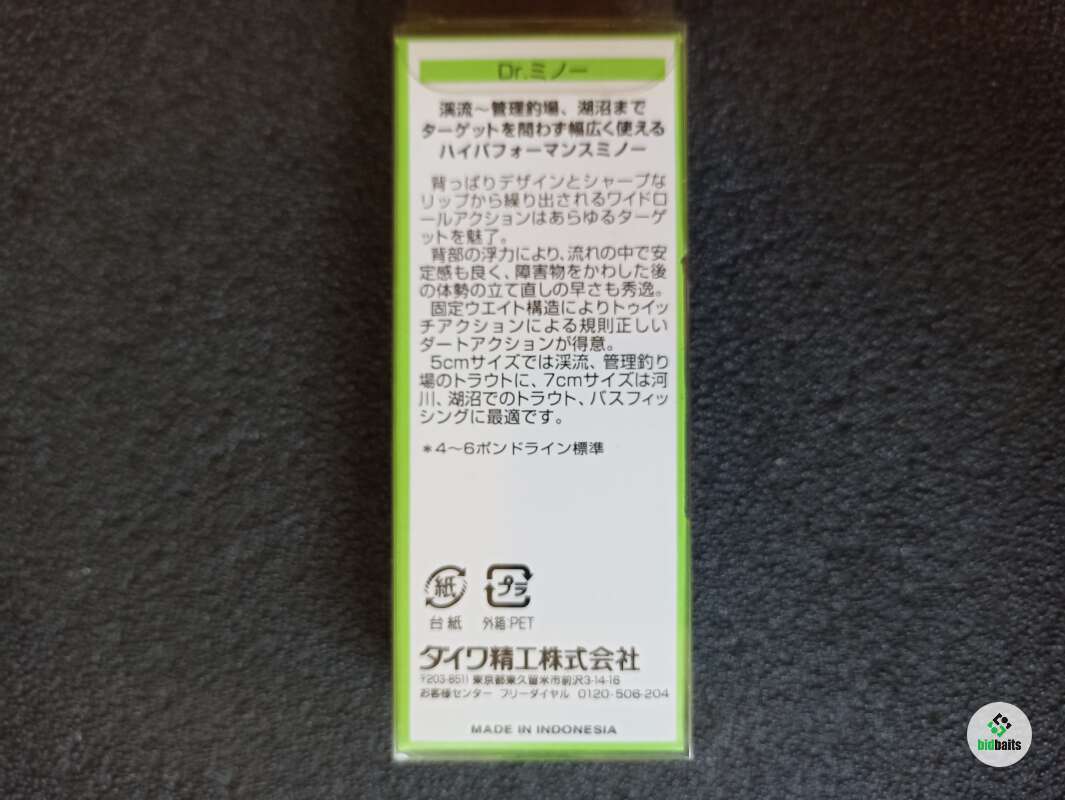 Dr.ミノー
渓流～管理釣場、湖沼まで
ターゲットを問わず幅広く使える
ハイパフォーマンスミノー
背っぱりデザインとシャープな
リップから繰り出されるワイドロ
ールアクションはあらゆるターゲ
ットを魅了。
背部の浮力により、流れの中で安
定感も良く、障害物をかわした後
の体勢の立て直しの早さも秀逸。
固定ウエイト構造によりトゥイッ
チアクションによる規則正しい
ダートアクションが得意。
5cmサイズでは渓流、管理釣り
場のトラウトに、7cmサイズは河
川、湖沼でのトラウト、バスフィッ
シングに最適です。
＊4～6ポンドライン標準
紙 プラ
台紙 外箱:PET
ダイワ精工株式会社
〒203-8511 東京都東久留米市前沢3-14-16
お客様センター フリーダイヤル 0120-506-204
MADE IN INDONESIA
bidbaits